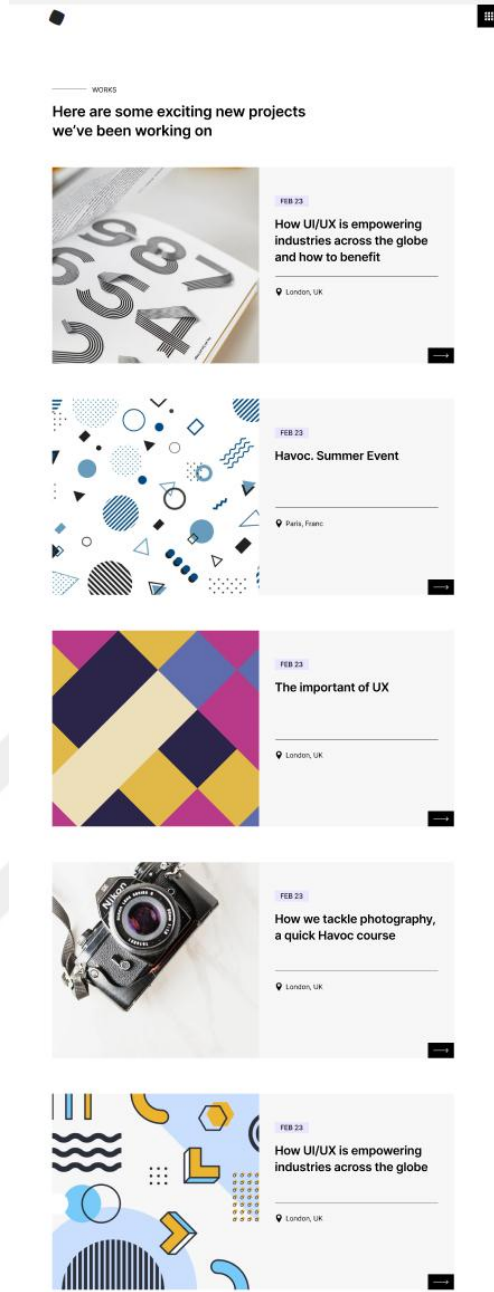 WORKS
Here are some exciting new projects
we’ve been working on
987
654
FEB 23
How UI/UX is empowering
industries across the globe
and how to benefit
London, UK
FEB 23
Havoc. Summer Event
Paris, Franc
FEB 23
The important of UX
London, UK
Nikon
FEB 23
How we tackle photography,
a quick Havoc course
London, UK
FEB 23
How UI/UX is empowering
industries across the globe
London, UK